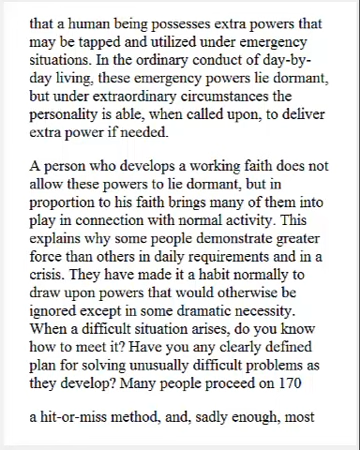 that a human being possesses extra powers that
may be tapped and utilized under emergency
situations. In the ordinary conduct of day-by-
day living, these emergency powers lie dormant,
but under extraordinary circumstances the
personality is able, when called upon, to deliver
extra power if needed.
A person who develops a working faith does not
allow these powers to lie dormant, but in
proportion to his faith brings many of them into
play in connection with normal activity. This
explains why some people demonstrate greater
force than others in daily requirements and in a
crisis. They have made it a habit normally to
draw upon powers that would otherwise be
ignored except in some dramatic necessity.
When a difficult situation arises, do you know
how to meet it? Have you any clearly defined
plan for solving unusually difficult problems as
they develop? Many people proceed on 170
a hit-or-miss method, and, sadly enough, most